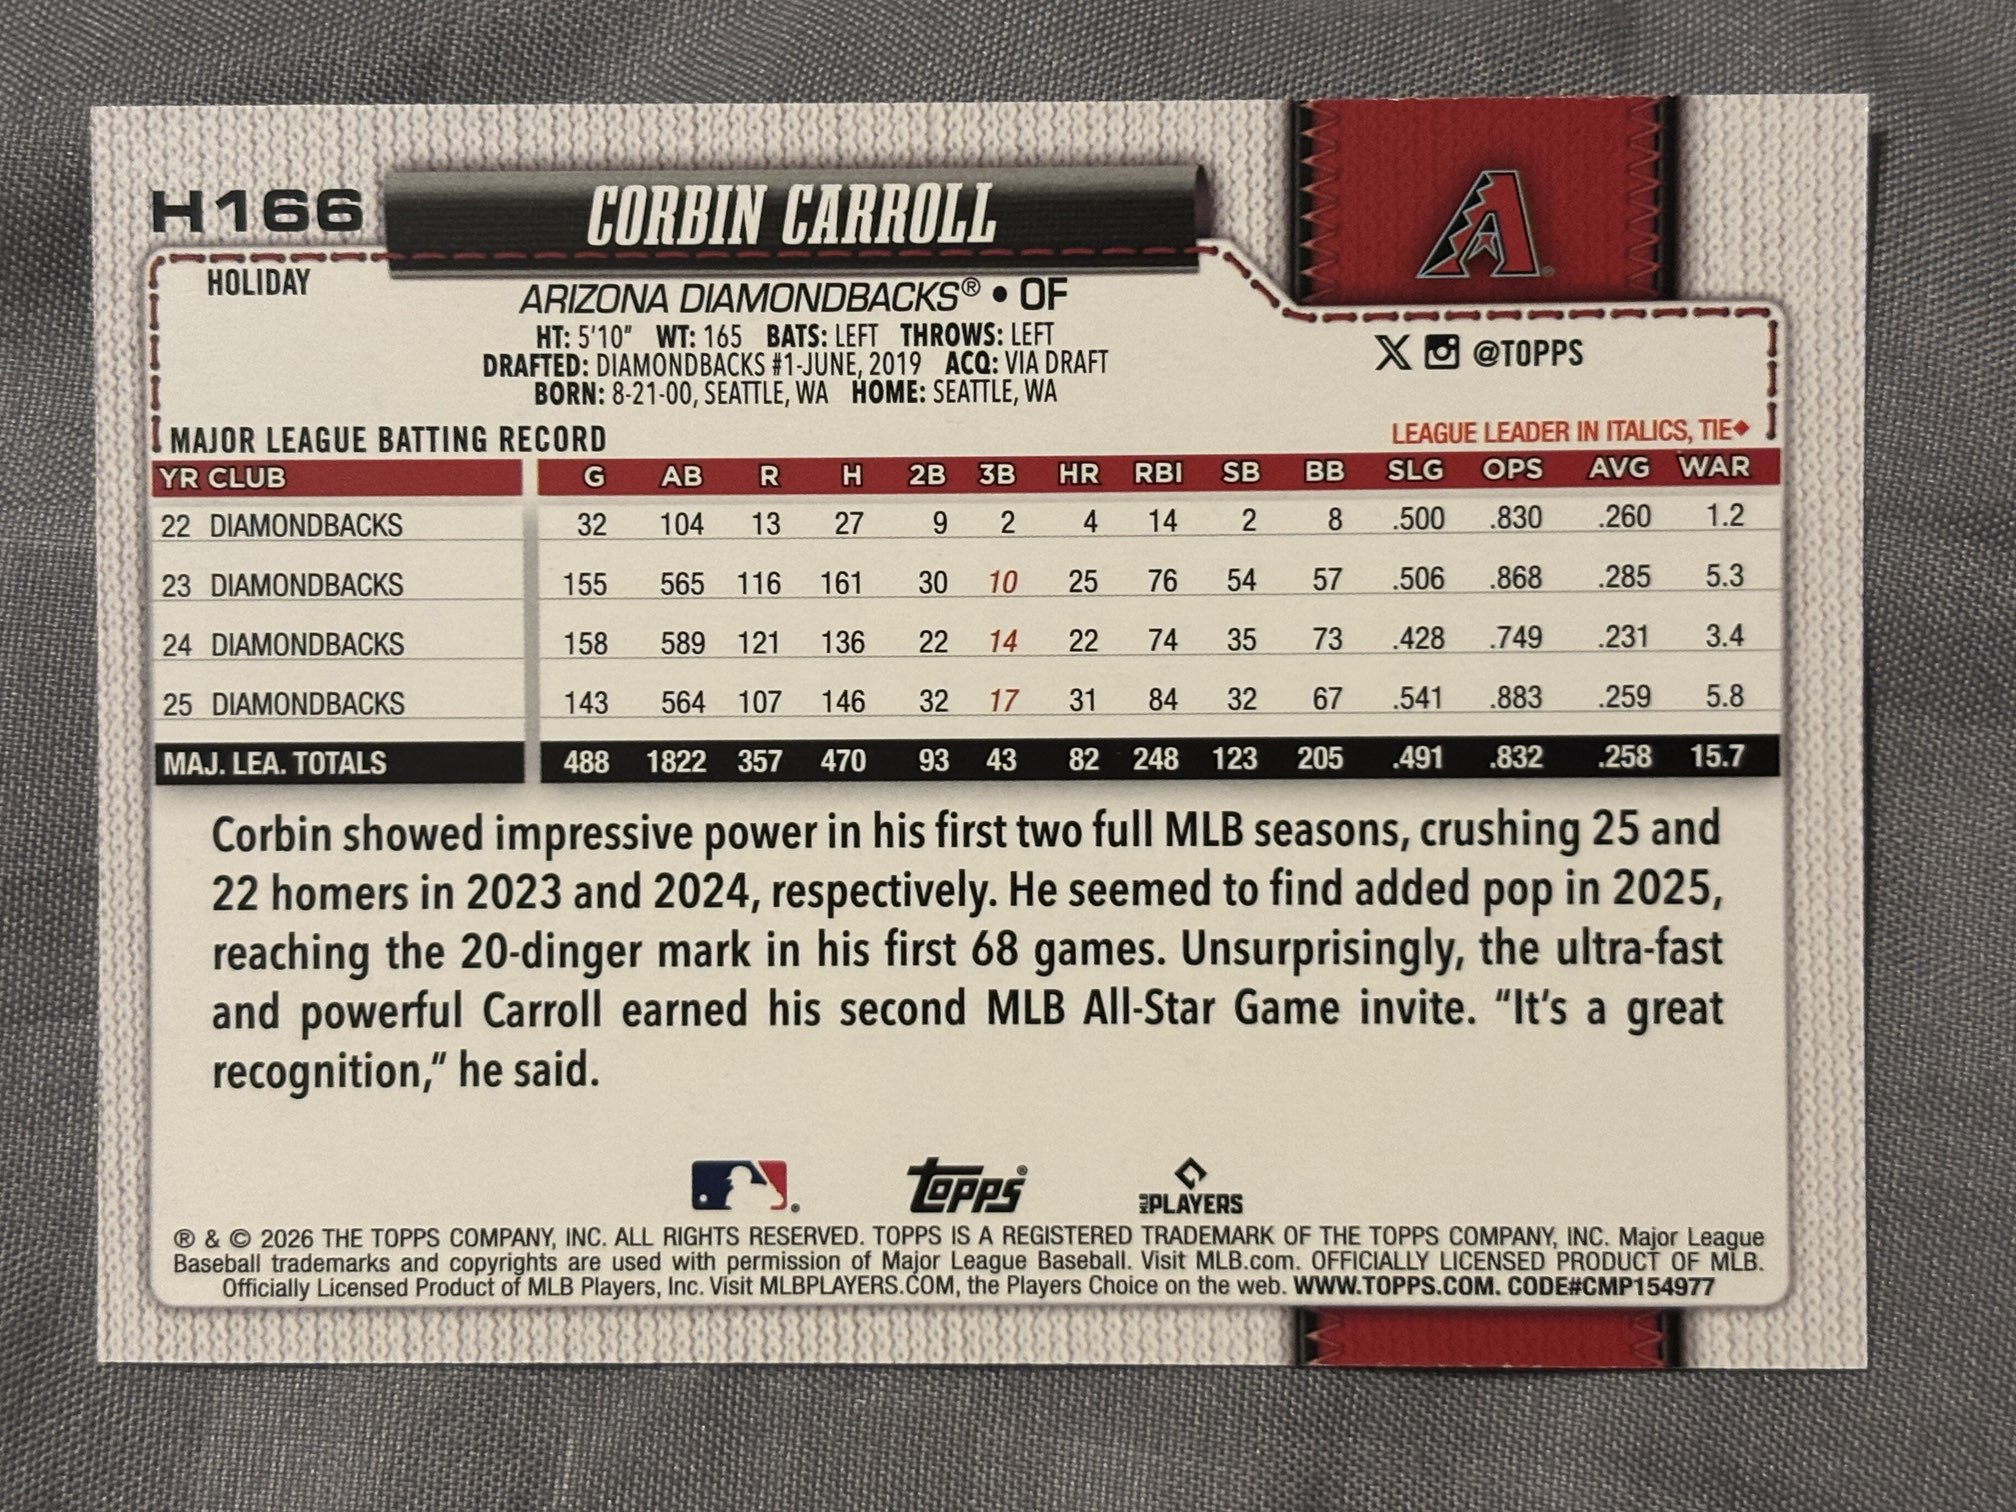 H166 CORBIN CARROLL
HOLIDAY
A
ARIZONA DIAMONDBACKS® • OF
HT: 5'10" WT: 165 BATS: LEFT THROWS: LEFT
DRAFTED: DIAMONDBACKS #1-JUNE, 2019 ACQ: VIA DRAFT
BORN: 8-21-00, SEATTLE, WA HOME: SEATTLE, WA
X @TOPPS
MAJOR LEAGUE BATTING RECORD LEAGUE LEADER IN ITALICS, TIE◆
YR CLUB G AB R H 2B 3B HR RBI SB BB SLG OPS AVG WAR
22 DIAMONDBACKS 32 104 13 27 9 2 4 14 2 8 .500 .830 .260 1.2
23 DIAMONDBACKS 155 565 116 161 30 10 25 76 54 57 .506 .868 .285 5.3
24 DIAMONDBACKS 158 589 121 136 22 14 22 74 35 73 .428 .749 .231 3.4
25 DIAMONDBACKS 143 564 107 146 32 17 31 84 32 67 .541 .883 .259 5.8
MAJ. LEA. TOTALS 488 1822 357 470 93 43 82 248 123 205 .491 .832 .258 15.7
Corbin showed impressive power in his first two full MLB seasons, crushing 25 and
22 homers in 2023 and 2024, respectively. He seemed to find added pop in 2025,
reaching the 20-dinger mark in his first 68 games. Unsurprisingly, the ultra-fast
and powerful Carroll earned his second MLB All-Star Game invite. “It's a great
recognition,” he said.
Topps®
MLB PLAYERS
® & © 2026 THE TOPPS COMPANY, INC. ALL RIGHTS RESERVED. TOPPS IS A REGISTERED TRADEMARK OF THE TOPPS COMPANY, INC. Major League
Baseball trademarks and copyrights are used with permission of Major League Baseball. Visit MLB.com. OFFICIALLY LICENSED PRODUCT OF MLB.
Officially Licensed Product of MLB Players, Inc. Visit MLBPLAYERS.COM, the Players Choice on the web. WWW.TOPPS.COM. CODE#CMP154977